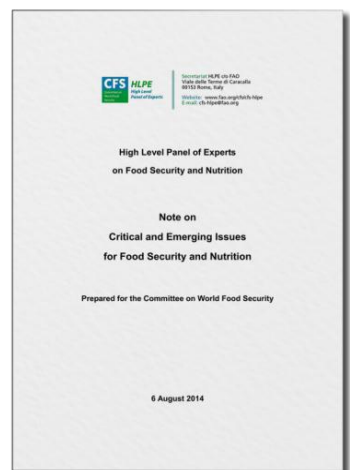 CFS HLPE
High Level
Panel of Experts
Secretariat HLPE c/o FAO
Viale delle Terme di Caracalla
00153 Rome, Italy
Website: www.fao.org/cfs/cfs-hlpe
E-mail: cfs-hlpe@fao.org
High Level Panel of Experts
on Food Security and Nutrition
Note on
Critical and Emerging Issues
for Food Security and Nutrition
Prepared for the Committee on World Food Security
6 August 2014